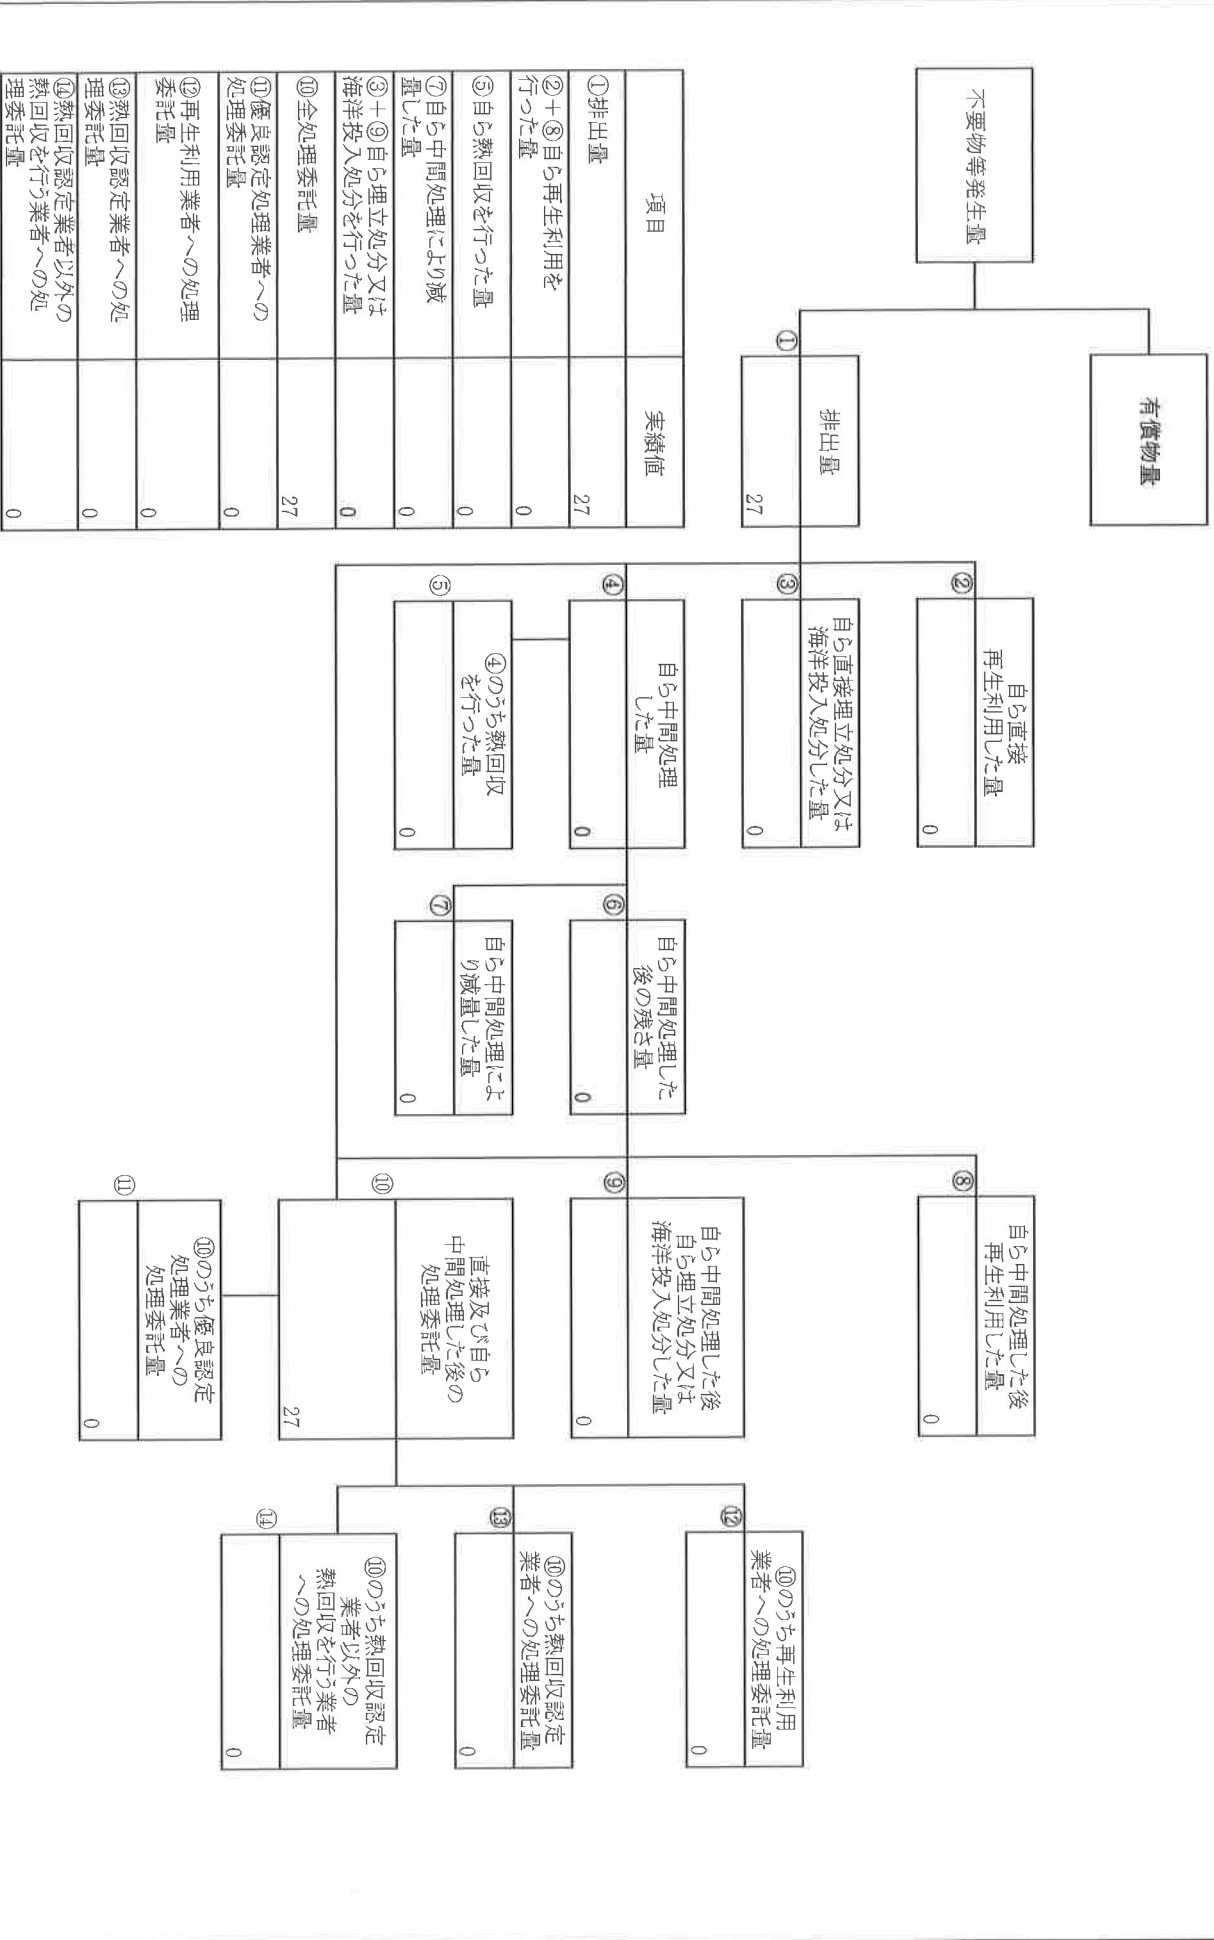 有償物量
不要物等発生量
①
排出量
27
②
自ら直接
再生利用した量
0
③
自ら直接埋立処分又は
海洋投入処分した量
0
④
自ら中間処理
した量
0
⑤
④のうち熱回収
を行った量
0
⑥
自ら中間処理した
後の残さ量
0
⑦
自ら中間処理によ
り減量した量
0
⑧
自ら中間処理した後
再生利用した量
0
⑨
自ら中間処理した後
自ら埋立処分又は
海洋投入処分した量
0
⑩
直接及び自ら
中間処理した後の
処理委託量
27
⑪
⑩のうち優良認定
処理業者への
処理委託量
0
⑫
⑩のうち再生利用
業者への処理委託量
0
⑬
⑩のうち熱回収認定
業者への処理委託量
0
⑭
⑩のうち熱回収認定
業者以外の
熱回収を行う業者
への処理委託量
0
項目 実績値
①排出量 27
②+⑧自ら再生利用を
行った量 0
⑤自ら熱回収を行った量 0
⑦自ら中間処理により減
量した量 0
③+⑨自ら埋立処分又は
海洋投入処分を行った量 0
⑩全処理委託量 27
⑪優良認定処理業者への
処理委託量 0
⑫再生利用業者への処理
委託量 0
⑬熱回収認定業者への処
理委託量 0
⑭熱回収認定業者以外の
熱回収を行う業者への処
理委託量 0